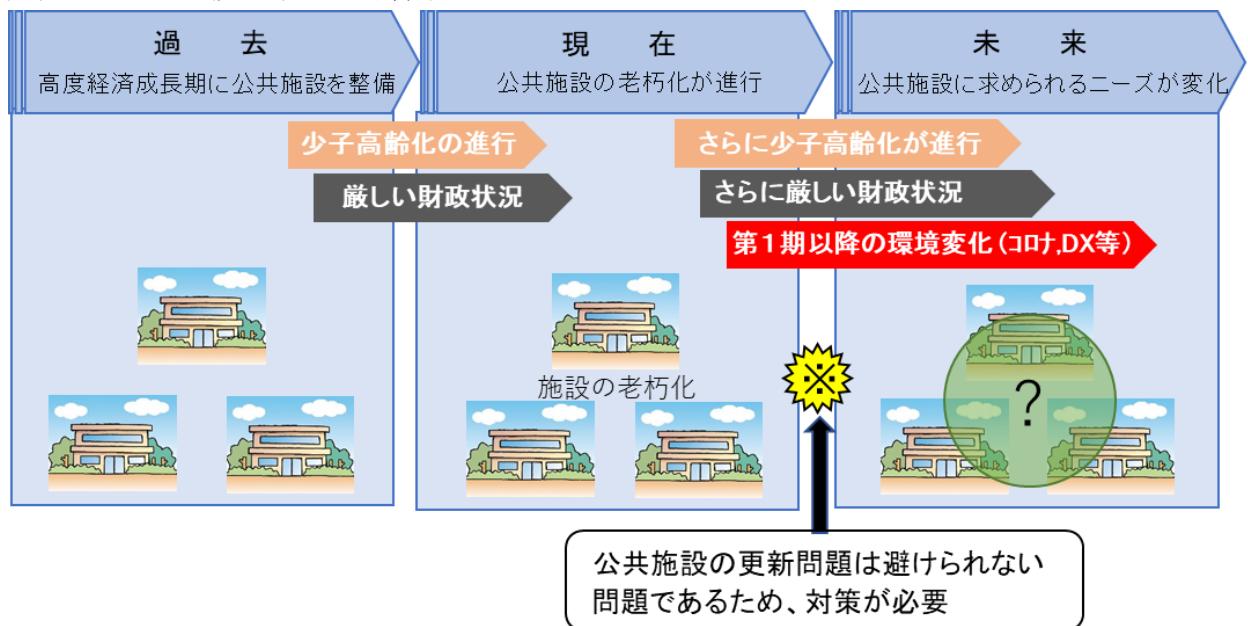 過　去
高度経済成長期に公共施設を整備
現　在
公共施設の老朽化が進行
未　来
公共施設に求められるニーズが変化
少子高齢化の進行
厳しい財政状況
さらに少子高齢化が進行
さらに厳しい財政状況
第１期以降の環境変化（ｺﾛﾅ,DX等）
施設の老朽化
※
？
公共施設の更新問題は避けられない
問題であるため、対策が必要